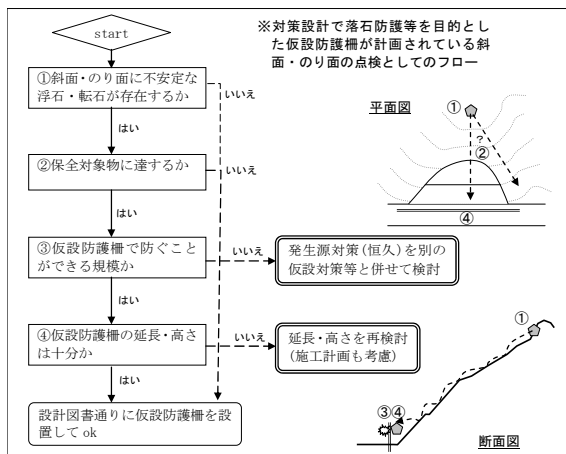 start
※対策設計で落石防護等を目的とし
た仮設防護柵が計画されている斜
面・のり面の点検としてのフロー
①斜面・のり面に不安定な
浮石・転石が存在するか
いいえ
はい
②保全対象物に達するか
いいえ
はい
③仮設防護柵で防ぐこと
ができる規模か
いいえ
発生源対策(恒久)を別の
仮設対策等と併せて検討
はい
④仮設防護柵の延長・高さ
は十分か
いいえ
延長・高さを再検討
(施工計画も考慮)
はい
設計図書通りに仮設防護柵を設
置して ok
平面図
①
?
②
④
①
③④
断面図